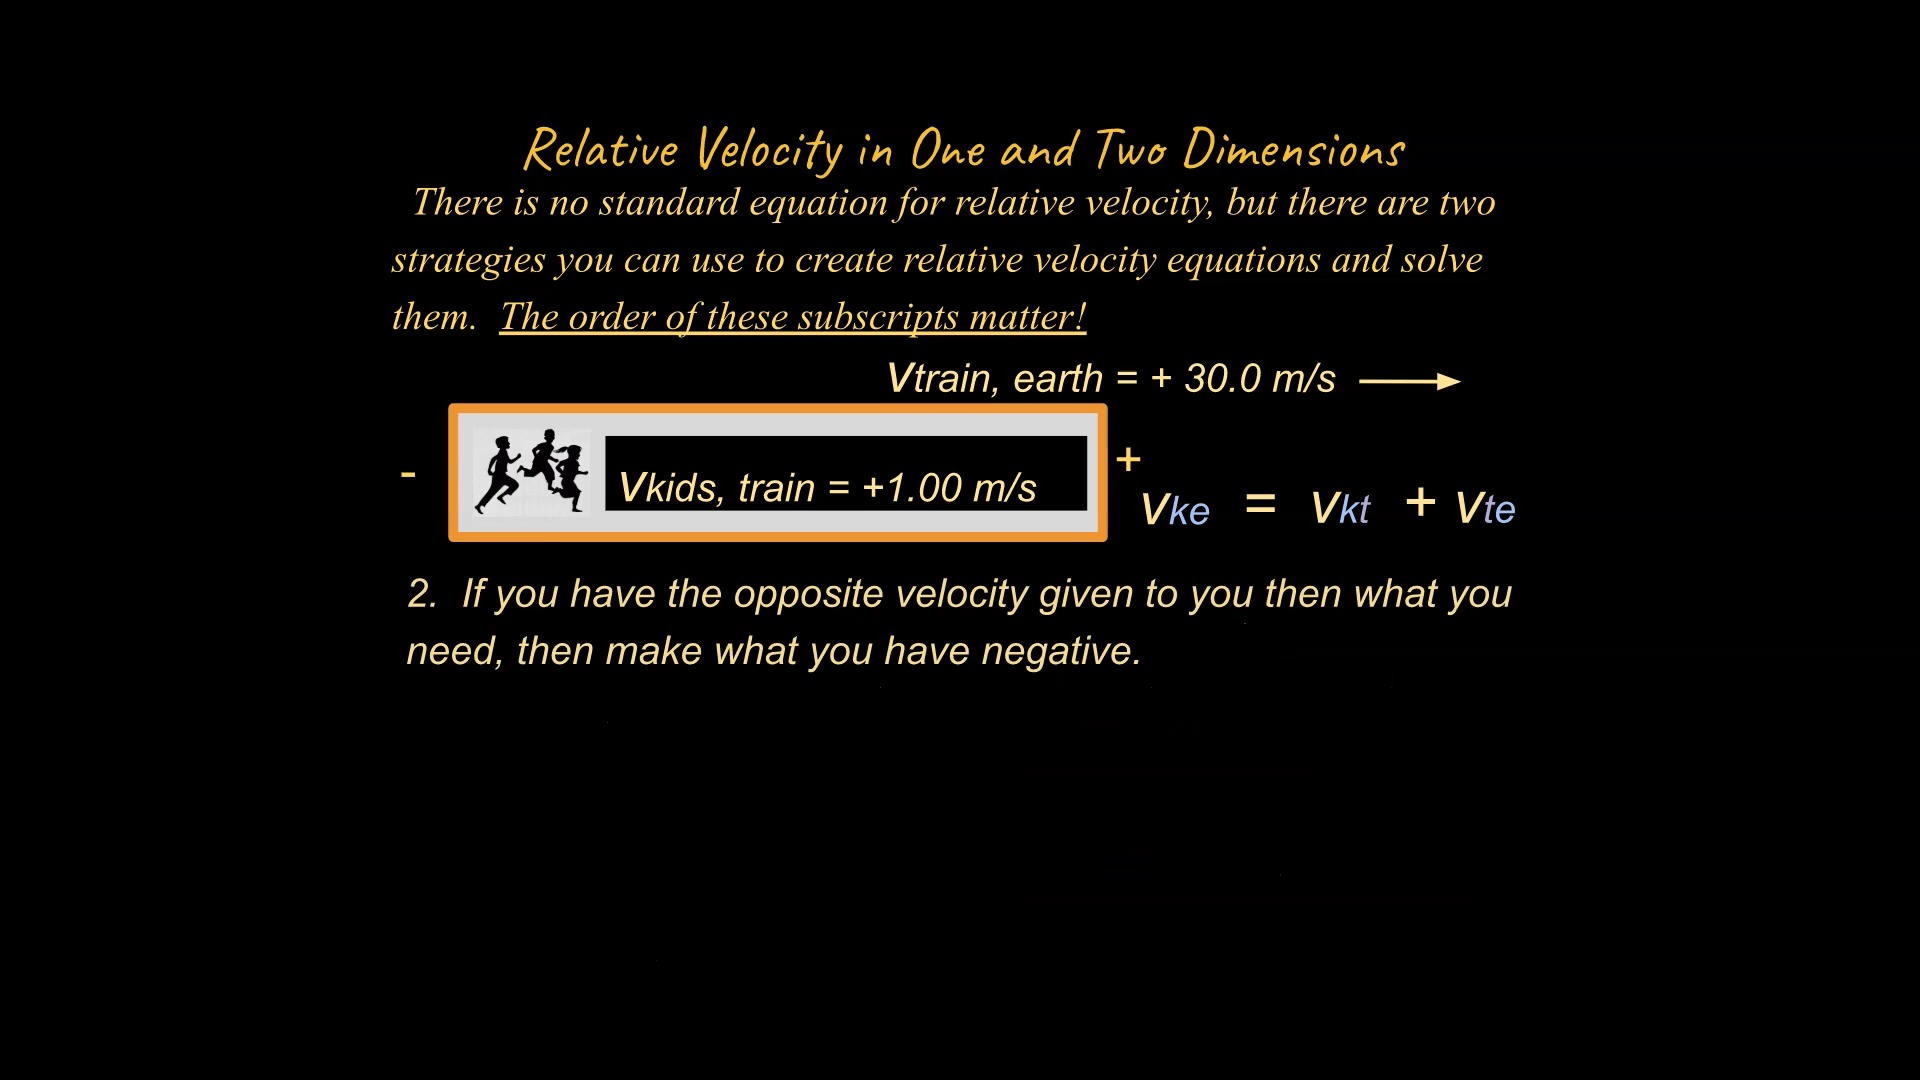 Relative Velocity in One and Two Dimensions
There is no standard equation for relative velocity, but there are two
strategies you can use to create relative velocity equations and solve
them. The order of these subscripts matter!
Vtrain, earth = + 30.0 m/s
- Vkids, train = +1.00 m/s +
Vke = Vkt + Vte
2. If you have the opposite velocity given to you then what you
need, then make what you have negative.